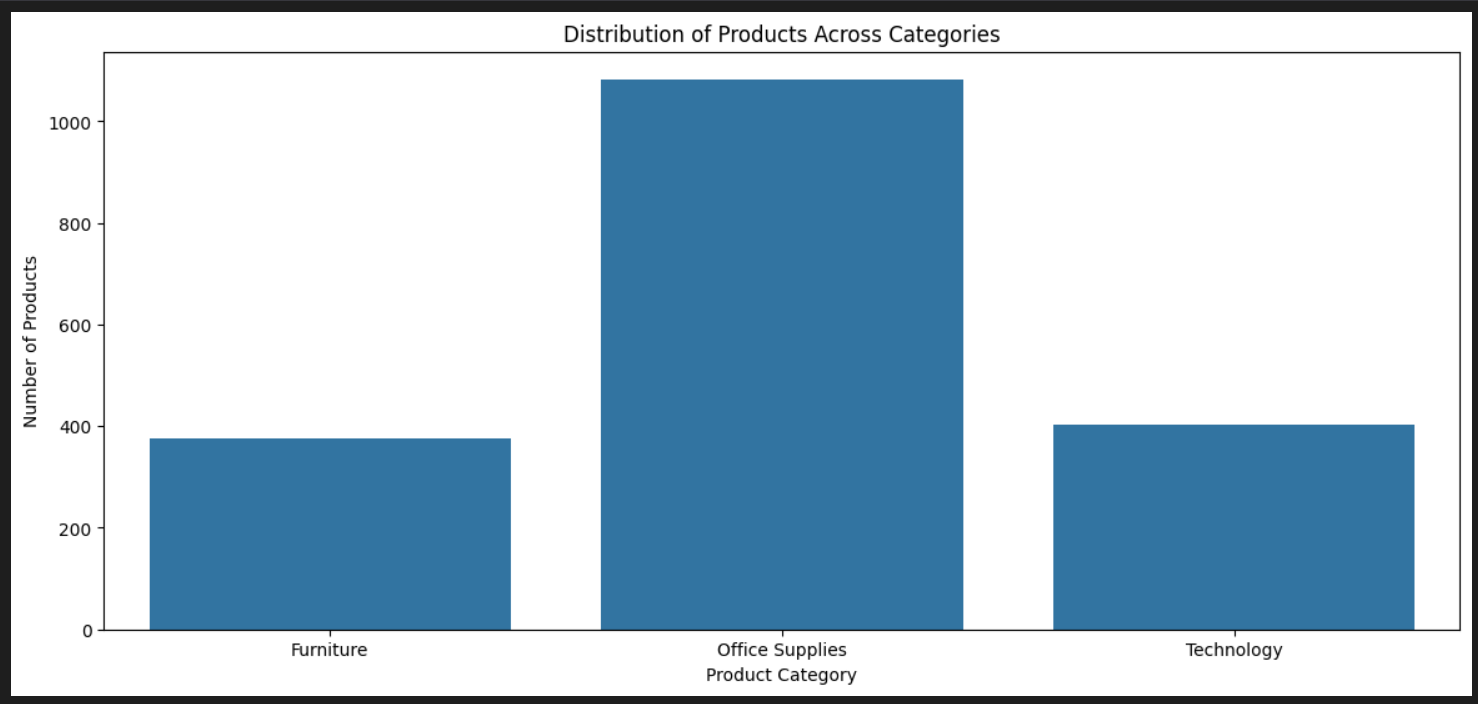 Distribution of Products Across Categories
Number of Products
1000
800
600
400
200
0
Furniture
Office Supplies
Technology
Product Category